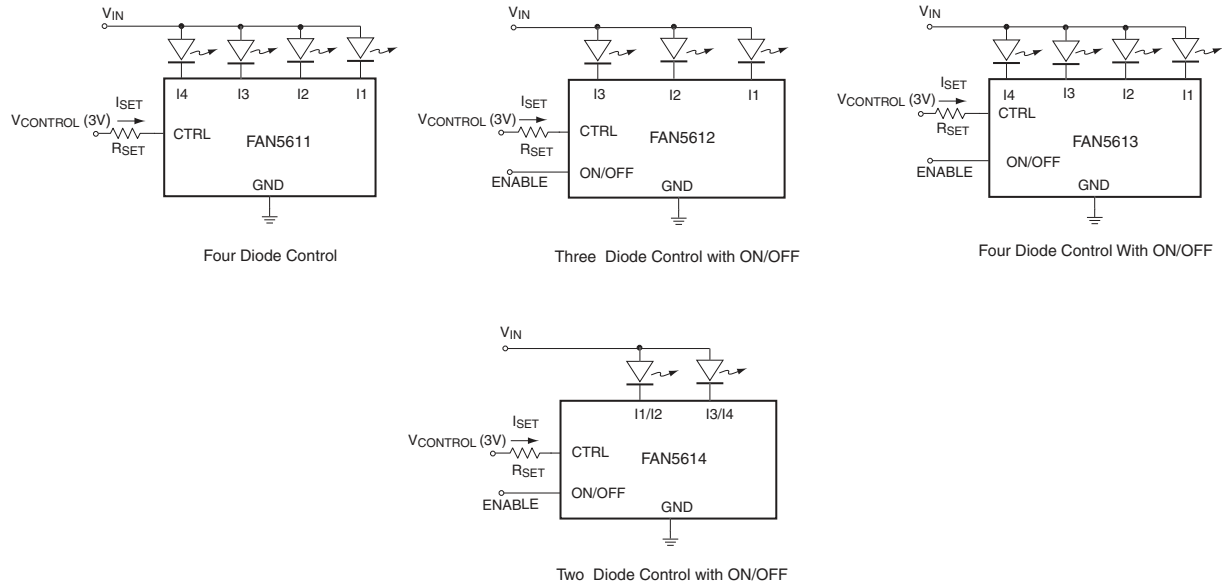 VIN
I4 I3 I2 I1
ISET
VCONTROL (3V)
RSET
CTRL
FAN5611
GND
Four Diode Control
VIN
I3 I2 I1
ISET
VCONTROL (3V)
RSET
CTRL
FAN5612
ENABLE
ON/OFF
GND
Three Diode Control with ON/OFF
VIN
I4 I3 I2 I1
ISET
VCONTROL (3V)
RSET
CTRL
FAN5613
ENABLE
ON/OFF
GND
Four Diode Control With ON/OFF
VIN
I1/I2 I3/I4
ISET
VCONTROL (3V)
RSET
CTRL
FAN5614
ENABLE
ON/OFF
GND
Two Diode Control with ON/OFF